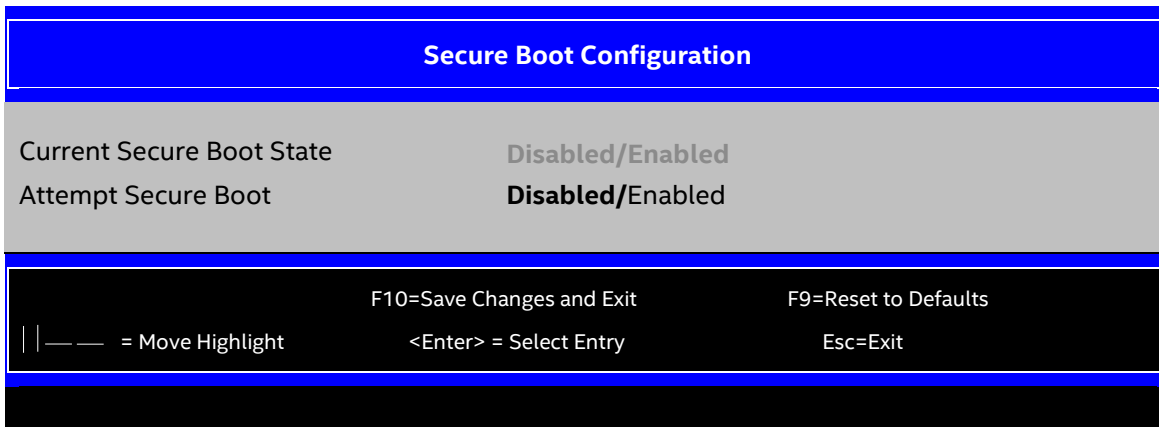 Secure Boot Configuration
Current Secure Boot State Disabled/Enabled
Attempt Secure Boot Disabled/Enabled
F10=Save Changes and Exit F9=Reset to Defaults
= Move Highlight <Enter> = Select Entry Esc=Exit